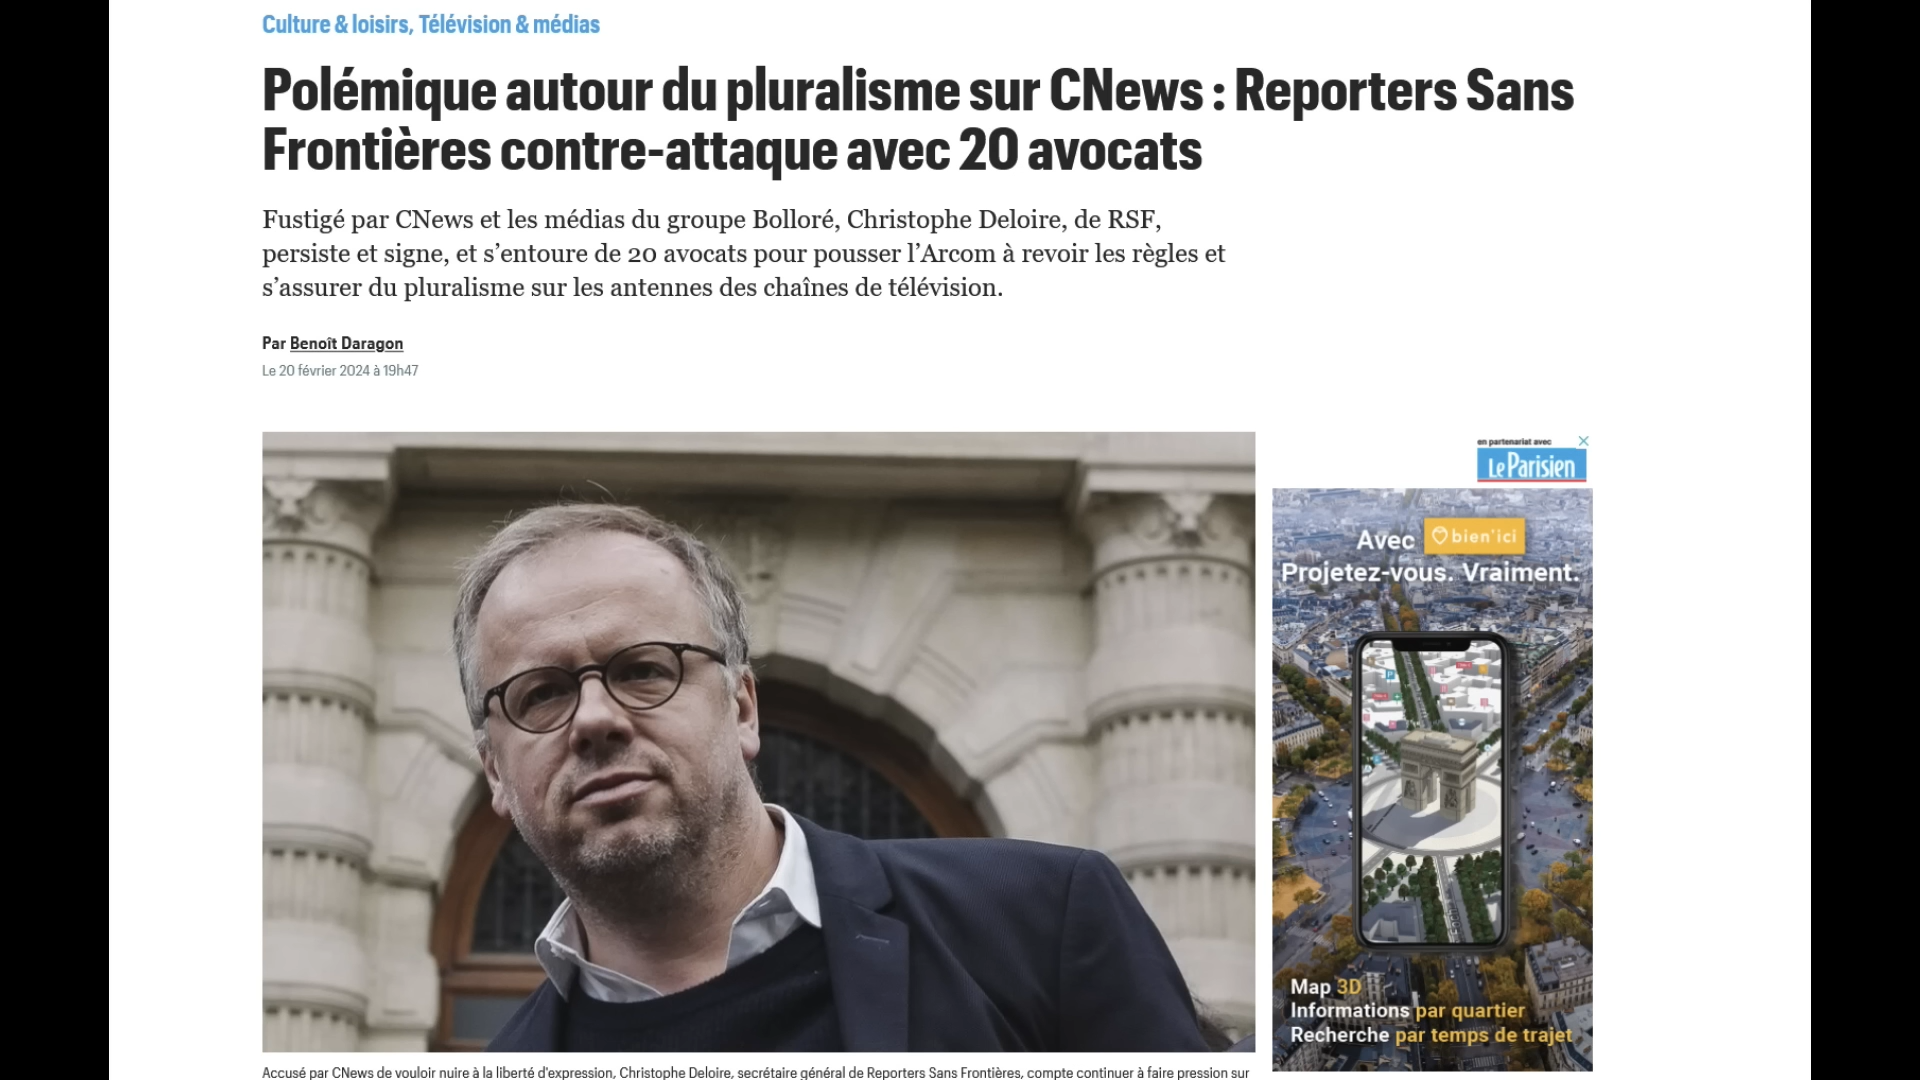 Culture & loisirs, Télévision & médias
Polémique autour du pluralisme sur CNews : Reporters Sans
Frontières contre-attaque avec 20 avocats
Fustigé par CNews et les médias du groupe Bolloré, Christophe Deloire, de RSF,
persiste et signe, et s’entoure de 20 avocats pour pousser l’Arcom à revoir les règles et
s’assurer du pluralisme sur les antennes des chaînes de télévision.
Par Benoît Daragon
Le 20 février 2024 à 19h47
en partenariat avec
Le Parisien
Avec bien'ici
Projetez-vous. Vraiment.
Map 3D
Informations par quartier
Recherche par temps de trajet
Accusé par CNews de vouloir nuire à la liberté d'expression, Christophe Deloire, secrétaire général de Reporters Sans Frontières, compte continuer à faire pression sur